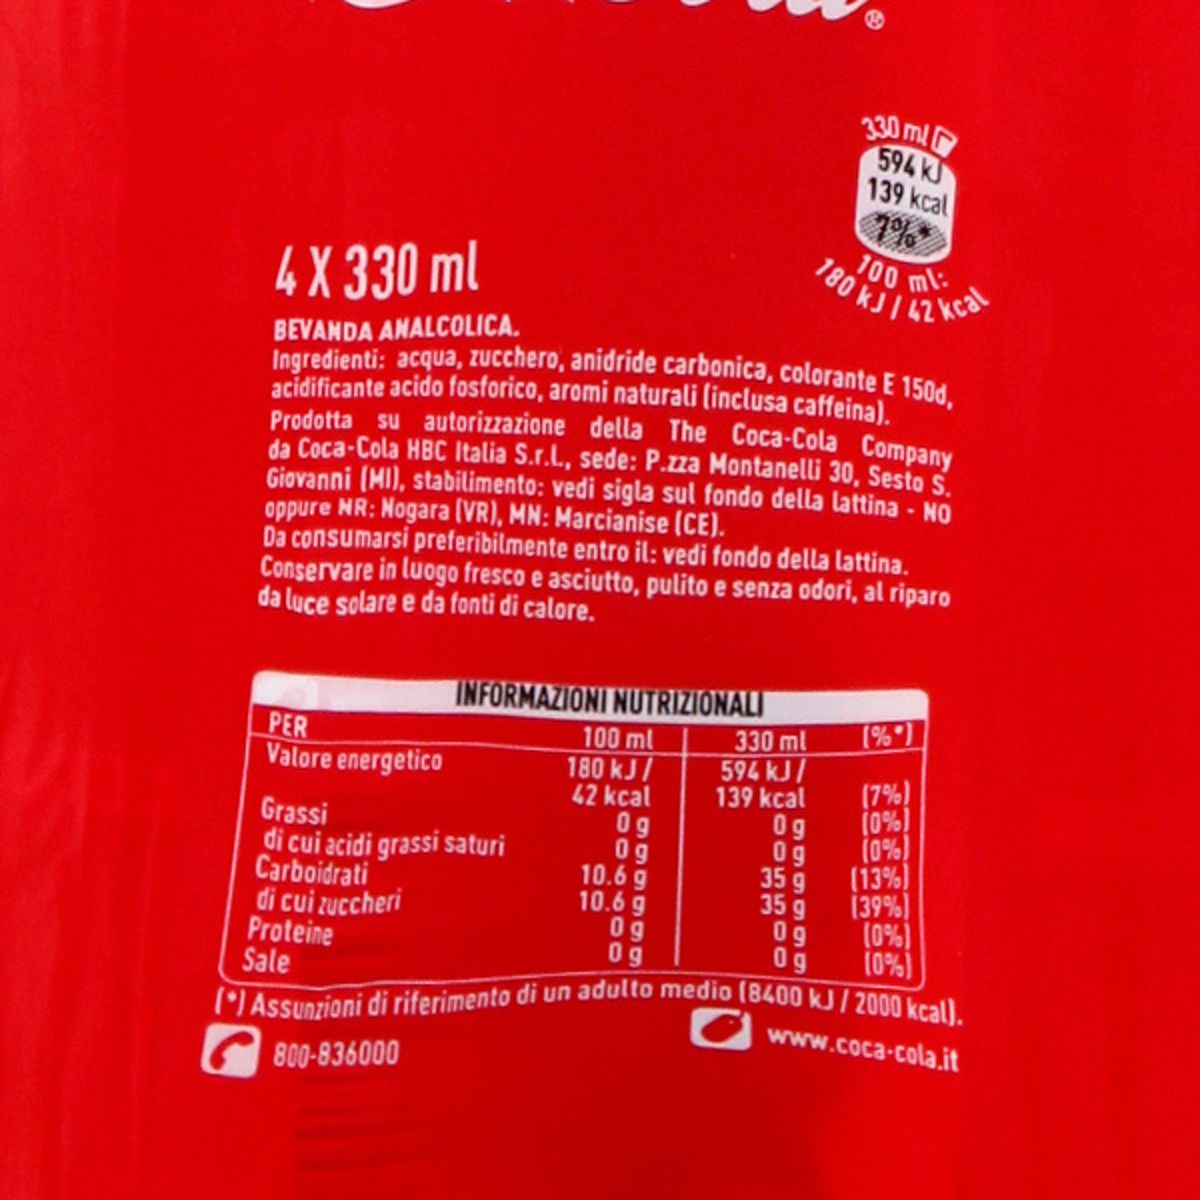 ®
330 ml
594 kJ
139 kcal
7%*
100 ml:
180 kJ / 42 kcal
4 X 330 ml
BEVANDA ANALCOLICA.
Ingredienti: acqua, zucchero, anidride carbonica, colorante E 150d,
acidificante acido fosforico, aromi naturali (inclusa caffeina).
Prodotta su autorizzazione della The Coca-Cola Company
da Coca-Cola HBC Italia S.r.l., sede: P.zza Montanelli 30, Sesto S.
Giovanni (MI), stabilimento: vedi sigla sul fondo della lattina - NO
oppure NR: Nogara (VR), MN: Marcianise (CE).
Da consumarsi preferibilmente entro il: vedi fondo della lattina.
Conservare in luogo fresco e asciutto, pulito e senza odori, al riparo
da luce solare e da fonti di calore.
INFORMAZIONI NUTRIZIONALI
PER 100 ml 330 ml (%*)
Valore energetico 180 kJ / 594 kJ /
42 kcal 139 kcal (7%)
Grassi 0 g 0 g (0%)
di cui acidi grassi saturi 0 g 0 g (0%)
Carboidrati 10.6 g 35 g (13%)
di cui zuccheri 10.6 g 35 g (39%)
Proteine 0 g 0 g (0%)
Sale 0 g 0 g (0%)
(*) Assunzioni di riferimento di un adulto medio (8400 kJ / 2000 kcal).
800-836000
www.coca-cola.it